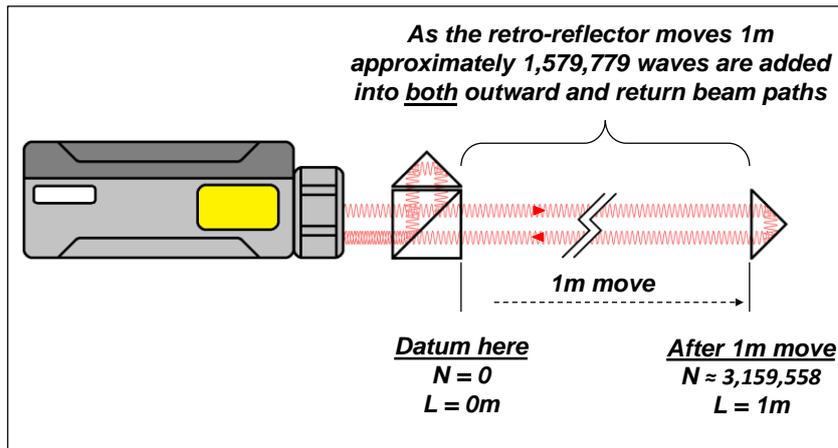 As the retro-reflector moves 1m
approximately 1,579,779 waves are added
into both outward and return beam paths
1m move
Datum here
N = 0
L = 0m
After 1m move
N ≈ 3,159,558
L = 1m